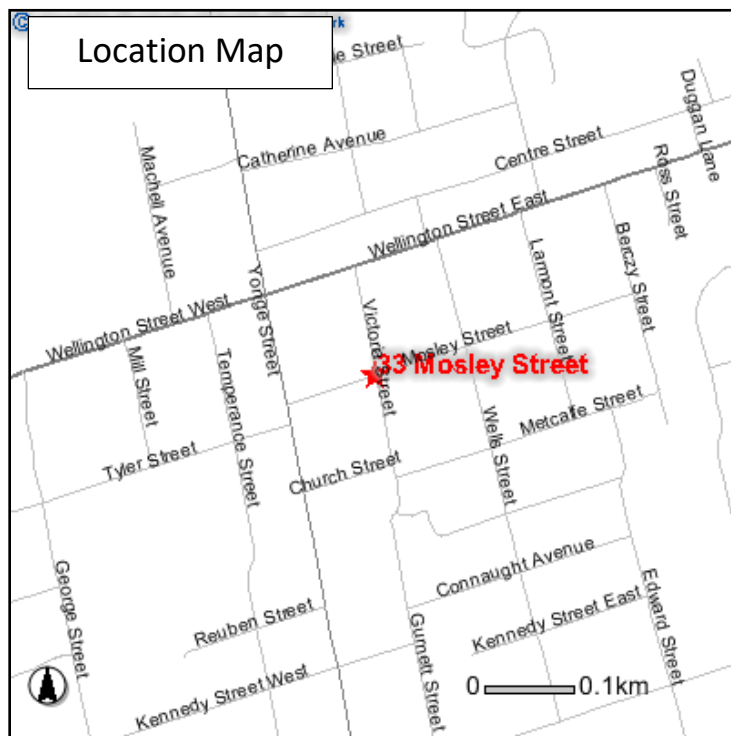 ©
Location Map
Street
Duggan Lane
Catherine Avenue
Centre Street
Machell Avenue
Ross Street
Wellington Street East
Berczy Street
Larmont Street
Yonge Street
Wellington Street West
Victoria Street
Mosley Street
33 Mosley Street
Mill Street
Temperance Street
Wells Street
Metcalfe Street
Tyler Street
Church Street
George Street
Connaught Avenue
Edward Street
Reuben Street
Gurnett Street
Kennedy Street East
Kennedy Street West
0 0.1km